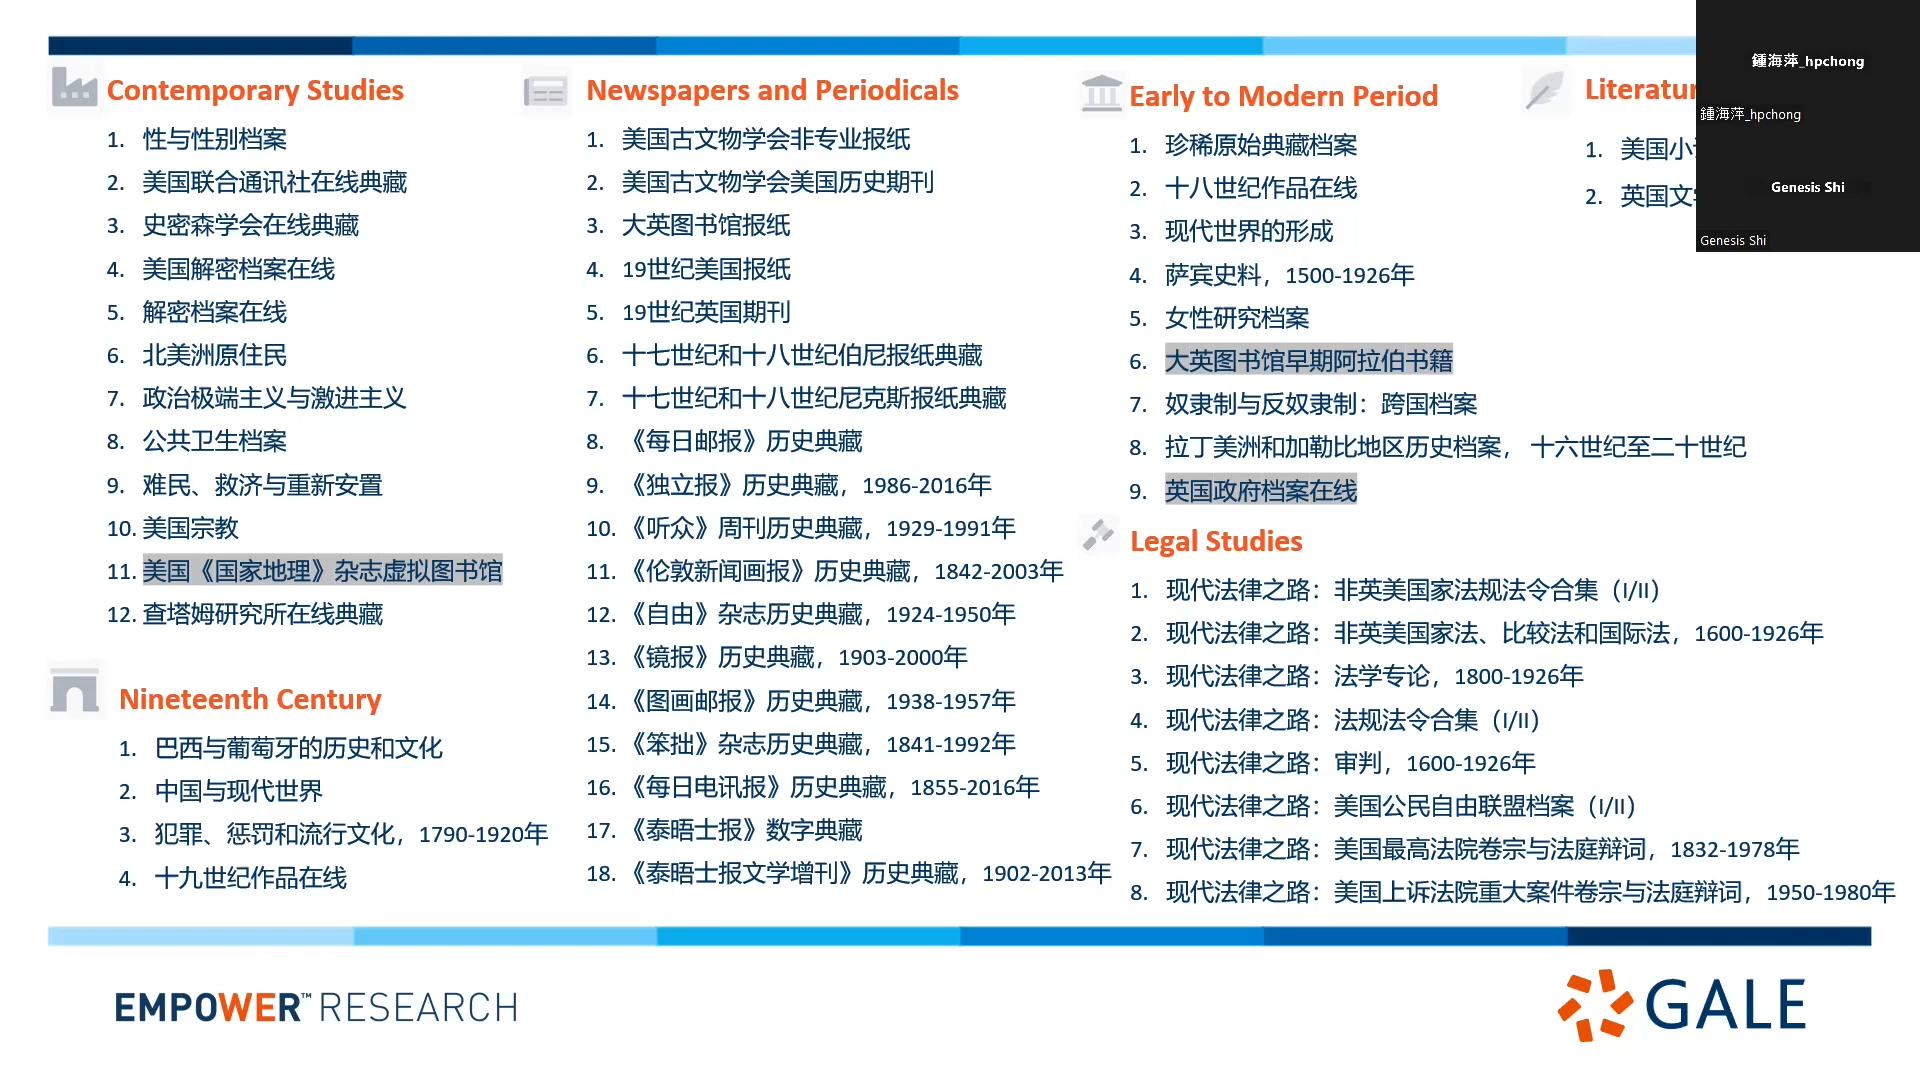 Contemporary Studies
1. 性与性别档案
2. 美国联合通讯社在线典藏
3. 史密森学会在线典藏
4. 美国解密档案在线
5. 解密档案在线
6. 北美洲原住民
7. 政治极端主义与激进主义
8. 公共卫生档案
9. 难民、救济与重新安置
10. 美国宗教
11. 美国《国家地理》杂志虚拟图书馆
12. 查塔姆研究所在线典藏
Nineteenth Century
1. 巴西与葡萄牙的历史和文化
2. 中国与现代世界
3. 犯罪、惩罚和流行文化，1790-1920年
4. 十九世纪作品在线
Newspapers and Periodicals
1. 美国古文物学会非专业报纸
2. 美国古文物学会美国历史期刊
3. 大英图书馆报纸
4. 19世纪美国报纸
5. 19世纪英国期刊
6. 十七世纪和十八世纪伯尼报纸典藏
7. 十七世纪和十八世纪尼克斯报纸典藏
8. 《每日邮报》历史典藏
9. 《独立报》历史典藏，1986-2016年
10. 《听众》周刊历史典藏，1929-1991年
11. 《伦敦新闻画报》历史典藏，1842-2003年
12. 《自由》杂志历史典藏，1924-1950年
13. 《镜报》历史典藏，1903-2000年
14. 《图画邮报》历史典藏，1938-1957年
15. 《笨拙》杂志历史典藏，1841-1992年
16. 《每日电讯报》历史典藏，1855-2016年
17. 《泰晤士报》数字典藏
18. 《泰晤士报文学增刊》历史典藏，1902-2013年
Early to Modern Period
1. 珍稀原始典藏档案
2. 十八世纪作品在线
3. 现代世界的形成
4. 萨宾史料，1500-1926年
5. 女性研究档案
6. 大英图书馆早期阿拉伯书籍
7. 奴隶制与反奴隶制：跨国档案
8. 拉丁美洲和加勒比地区历史档案， 十六世纪至二十世纪
9. 英国政府档案在线
Legal Studies
1. 现代法律之路：非英美国家法规法令合集（I/II）
2. 现代法律之路：非英美国家法、比较法和国际法，1600-1926年
3. 现代法律之路：法学专论，1800-1926年
4. 现代法律之路：法规法令合集（I/II）
5. 现代法律之路：审判，1600-1926年
6. 现代法律之路：美国公民自由联盟档案（I/II）
7. 现代法律之路：美国最高法院卷宗与法庭辩词，1832-1978年
8. 现代法律之路：美国上诉法院重大案件卷宗与法庭辩词，1950-1980年
Literatur
1. 美国小
2. 英国文
鍾海萍_hpchong
鍾海萍_hpchong
Genesis Shi
Genesis Shi
EMPOWER™ RESEARCH
GALE